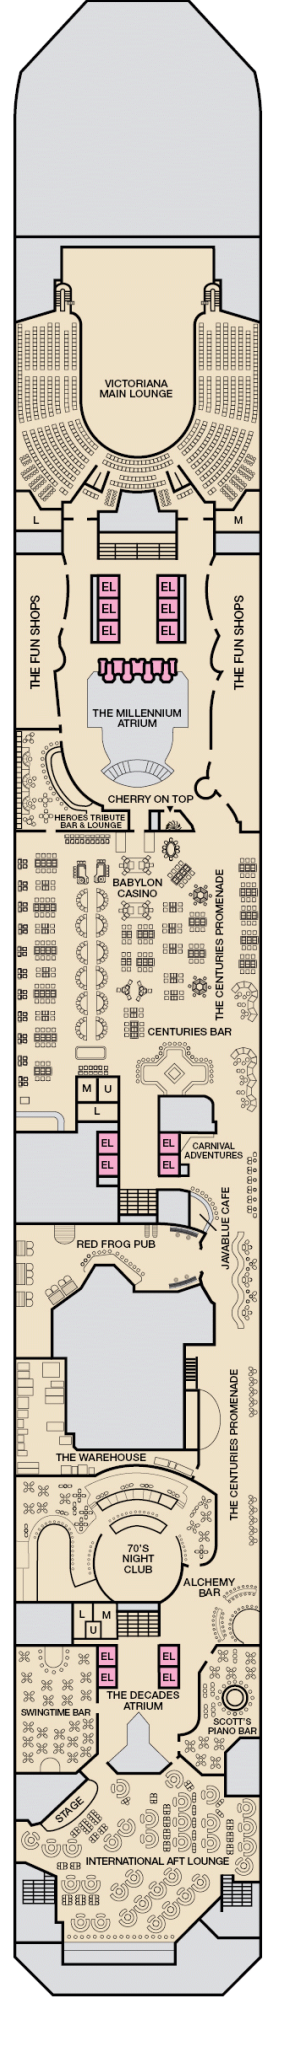 VICTORIANA
MAIN LOUNGE
L
M
THE FUN SHOPS
THE FUN SHOPS
EL
EL
EL
EL
EL
EL
THE MILLENNIUM
ATRIUM
CHERRY ON TOP
HEROES TRIBUTE
BAR & LOUNGE
BABYLON
CASINO
THE CENTURIES PROMENADE
CENTURIES BAR
M
U
L
EL
EL
EL
EL
CARNIVAL
ADVENTURES
JAVABLUE CAFE
RED FROG PUB
THE CENTURIES PROMENADE
THE WAREHOUSE
70'S
NIGHT
CLUB
ALCHEMY
BAR
L
M
U
EL
EL
EL
EL
THE DECADES
ATRIUM
SWINGTIME BAR
SCOTT'S
PIANO BAR
STAGE
INTERNATIONAL AFT LOUNGE